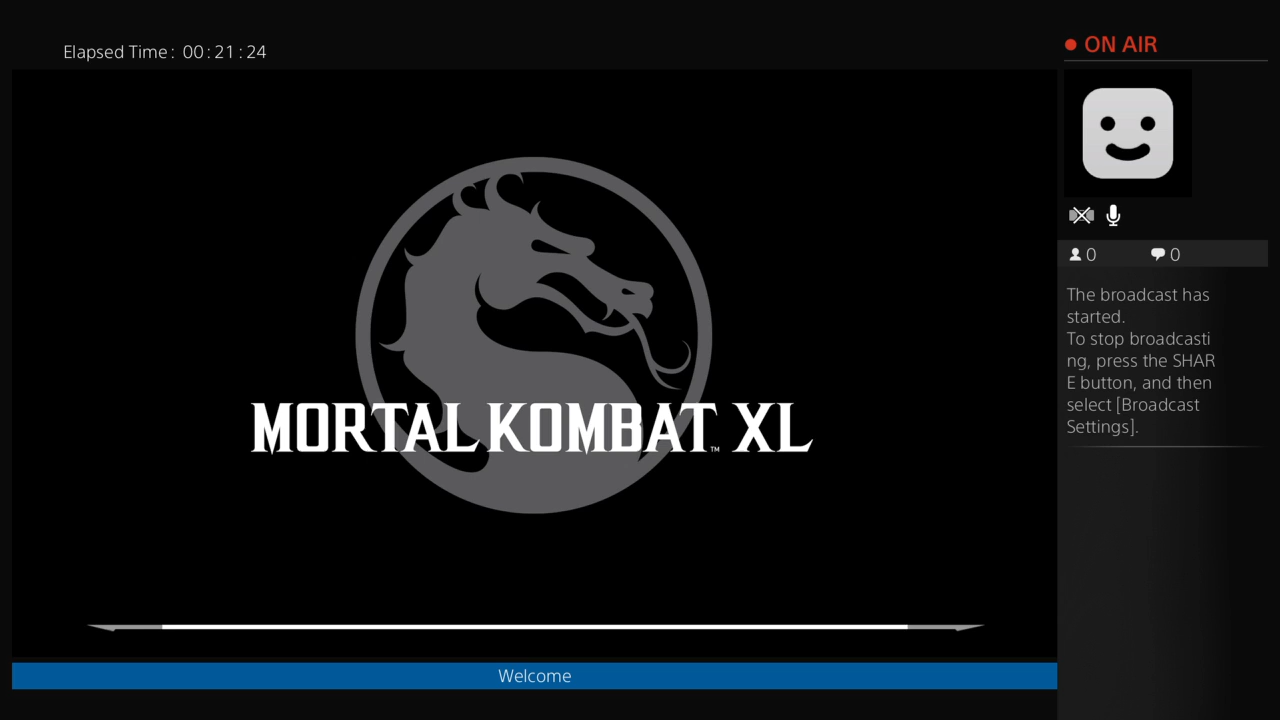 Elapsed Time: 00:21:24
ON AIR
MORTAL KOMBAT™ XL
0 0
The broadcast has
started.
To stop broadcasti
ng, press the SHAR
E button, and then
select [Broadcast
Settings].
Welcome